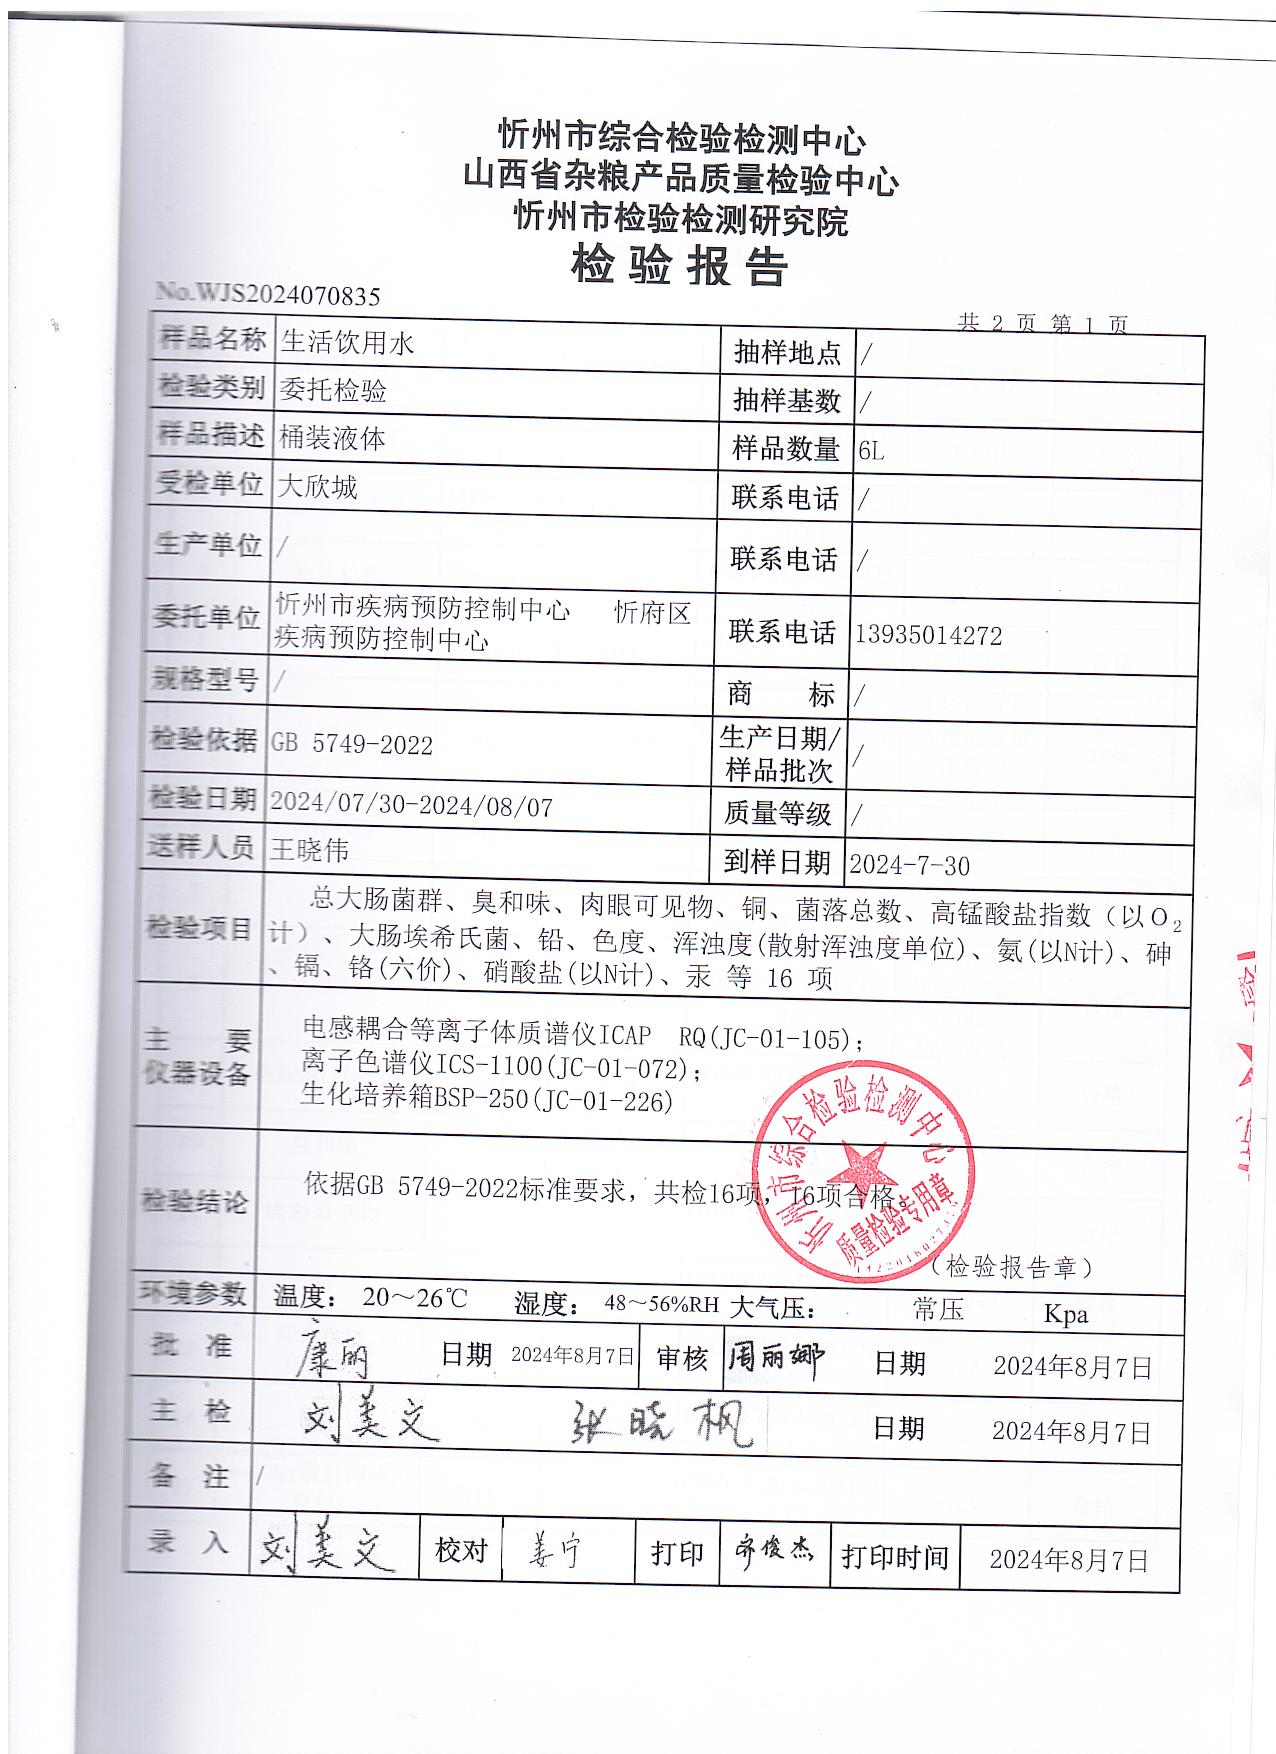 忻州市综合检验检测中心
山西省杂粮产品质量检验中心
忻州市检验检测研究院
检验报告
No.WJS2024070835
共 2 页 第 1 页
样品名称 生活饮用水 抽样地点 /
检验类别 委托检验 抽样基数 /
样品描述 桶装液体 样品数量 6L
受检单位 大欣城 联系电话 /
生产单位 / 联系电话 /
委托单位 忻州市疾病预防控制中心 忻府区
疾病预防控制中心 联系电话 13935014272
规格型号 / 商 标 /
检验依据 GB 5749-2022 生产日期/
样品批次 /
检验日期 2024/07/30-2024/08/07 质量等级 /
送样人员 王晓伟 到样日期 2024-7-30
检验项目 总大肠菌群、臭和味、肉眼可见物、铜、菌落总数、高锰酸盐指数（以O2
计）、大肠埃希氏菌、铅、色度、浑浊度(散射浑浊度单位)、氨(以N计)、砷
、镉、铬(六价)、硝酸盐(以N计)、汞 等 16 项
主 要
仪器设备
电感耦合等离子体质谱仪ICAP RQ(JC-01-105);
离子色谱仪ICS-1100(JC-01-072);
生化培养箱BSP-250(JC-01-226)
检验结论 依据GB 5749-2022标准要求，共检16项，16项合格。
忻州市综合检验检测中心
质量检验专用章
（检验报告章）
环境参数 温度： 20～26℃ 湿度： 48～56%RH 大气压： 常压 Kpa
批 准 康丽 日期 2024年8月7日 审核 周丽娜 日期 2024年8月7日
主 检 刘美文 张晓枫 日期 2024年8月7日
备 注 /
录 入 刘美文 校对 姜宁 打印 乔俊杰 打印时间 2024年8月7日